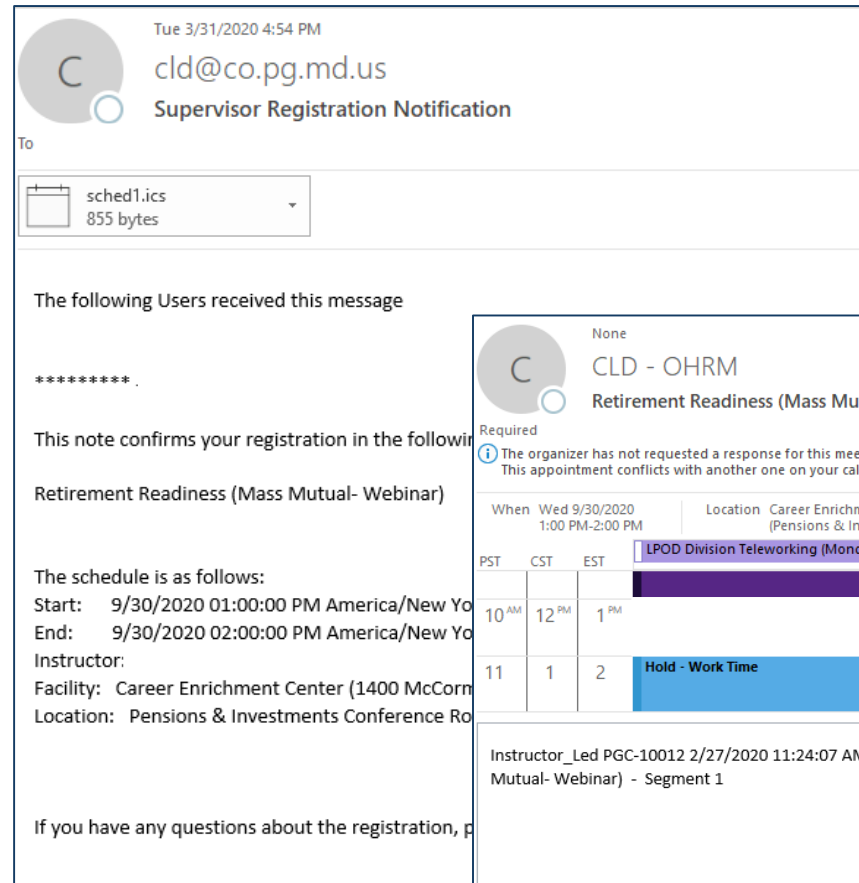 Tue 3/31/2020 4:54 PM
C
cld@co.pg.md.us
Supervisor Registration Notification
To
sched1.ics
855 bytes
The following Users received this message
********* .
This note confirms your registration in the
Retirement Readiness (Mass Mutual- Webinar)
The schedule is as follows:
Start: 9/30/2020 01:00:00 PM America/New Yo
End: 9/30/2020 02:00:00 PM America/New Yo
Instructor:
Facility: Career Enrichment Center (1400 McCorm
Location: Pensions & Investments Conference Ro
If you have any questions about the registration, p
None
C
CLD - OHRM
Retirement Readiness (Mass Mu
Required
The organizer has not requested a response for this mee
This appointment conflicts with another one on your cal
When Wed 9/30/2020 Location Career Enrichm
1:00 PM-2:00 PM (Pensions & In
LPOD Division Teleworking (Mond
PST CST EST
10 AM 12 PM 1 PM
11 1 2 Hold - Work Time
Instructor_Led PGC-10012 2/27/2020 11:24:07 AM
Mutual- Webinar) - Segment 1